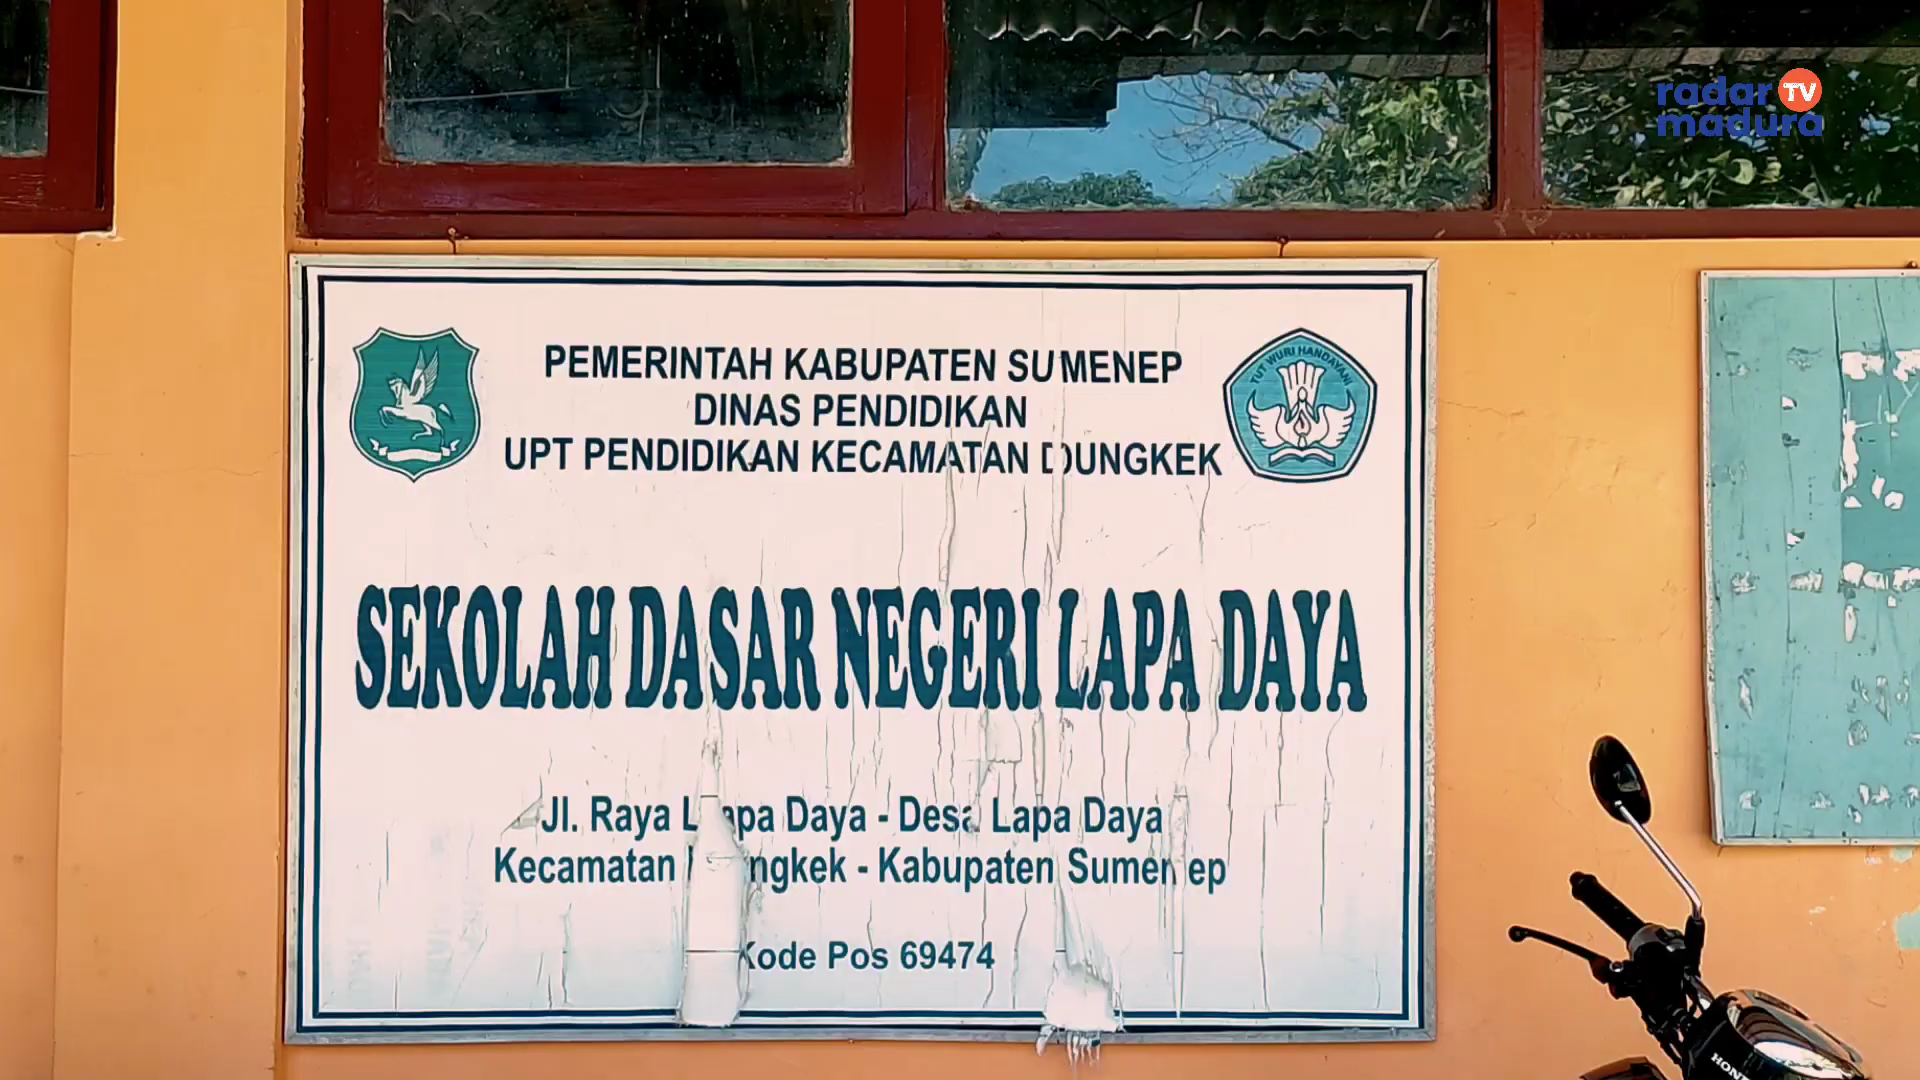 radar TV
madura
PEMERINTAH KABUPATEN SUMENEP
DINAS PENDIDIKAN
UPT PENDIDIKAN KECAMATAN DUNGKEK
TUT WURI HANDAYANI
SEKOLAH DASAR NEGERI LAPA DAYA
Jl. Raya Lapa Daya - Desa Lapa Daya
Kecamatan Dungkek - Kabupaten Sumenep
Kode Pos 69474